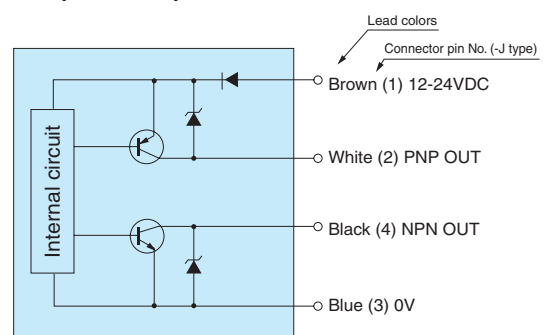 Lead colors
Connector pin No. (-J type)
Brown (1) 12-24VDC
Internal circuit
White (2) PNP OUT
Black (4) NPN OUT
Blue (3) 0V